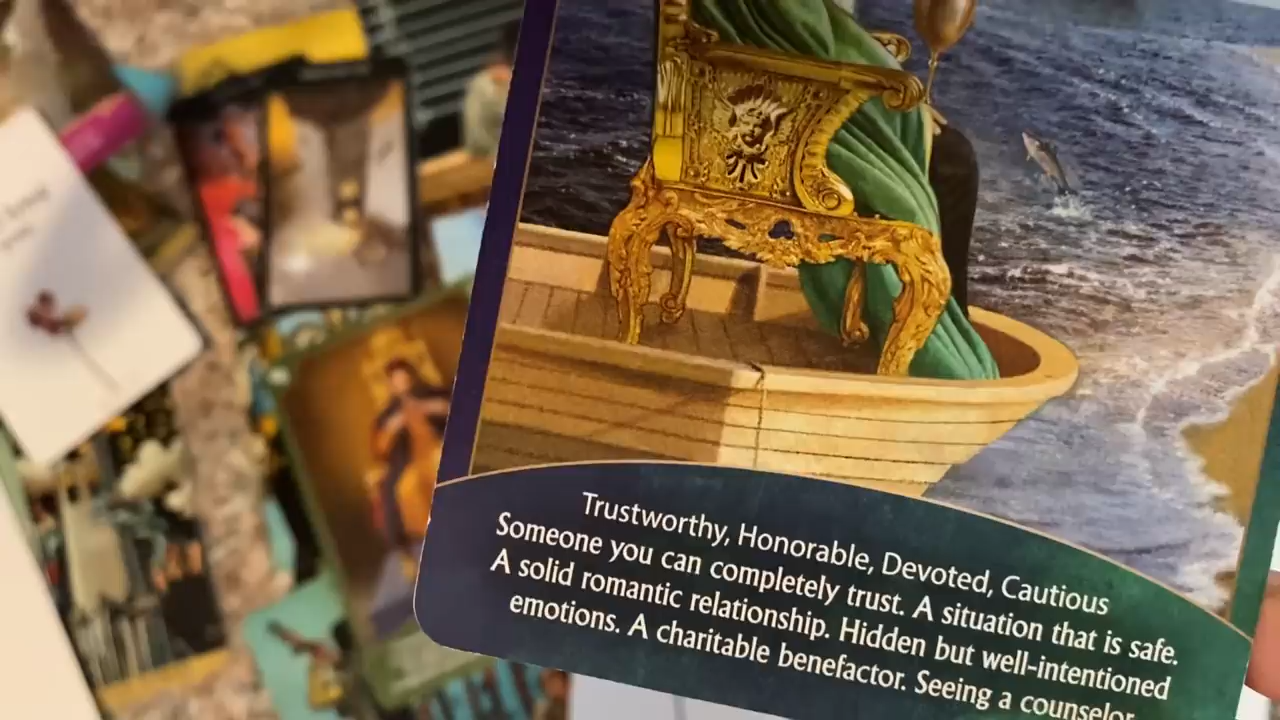 Trustworthy, Honorable, Devoted, Cautious
Someone you can completely trust. A situation that is safe.
A solid romantic relationship. Hidden but well-intentioned
emotions. A charitable benefactor. Seeing a counselor